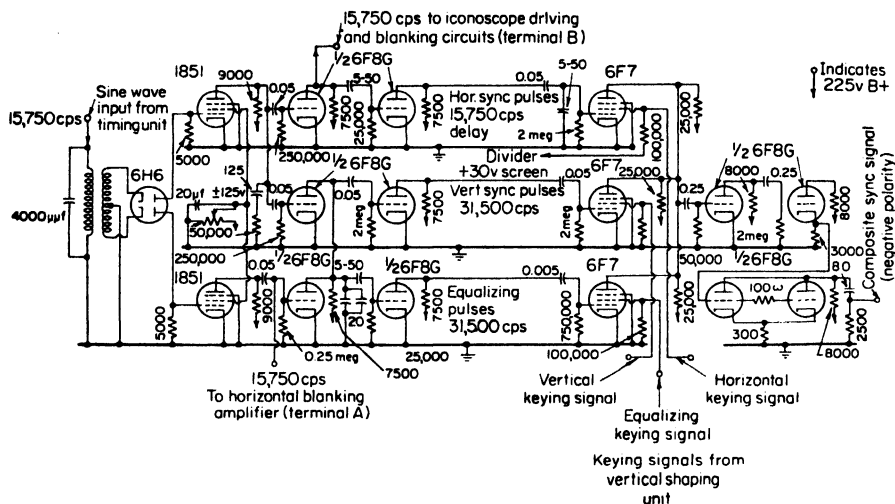 15,750 cps to iconoscope driving
and blanking circuits (terminal B)
1/2 6F8G
1851
9000
0.05
5-50
0.05
5-50
6F7
Indicates
225v B+
Sine wave
input from
timing unit
15,750 cps
5000
250,000
7500
25,000
7500
Hor. sync pulses
15,750 cps
delay
2 meg
100,000
25,000
6H6
4000μμf
20μf
±125v
50,000
125
0.05
1/2 6F8G
0.05
Divider
+30v screen
Vert sync pulses
31,500 cps
0.05
6F7
25,000
0.25
1/2 6F8G
8000
0.25
8000
2meg
7500
2meg
50,000
2meg
3000
250,000
1851
0.05
1/2 6F8G
5-50
1/2 6F8G
0.005
6F7
1/2 6F8G
80
5000
9000
20
7500
Equalizing
pulses
31,500 cps
750,000
25,000
100ω
300
8000
2500
0.25 meg
7500
25,000
100,000
15,750 cps
To horizontal blanking
amplifier (terminal A)
Vertical
keying signal
Horizontal
keying signal
Equalizing
keying signal
Keying signals from
vertical shaping
unit
Composite sync signal
(negative polarity)